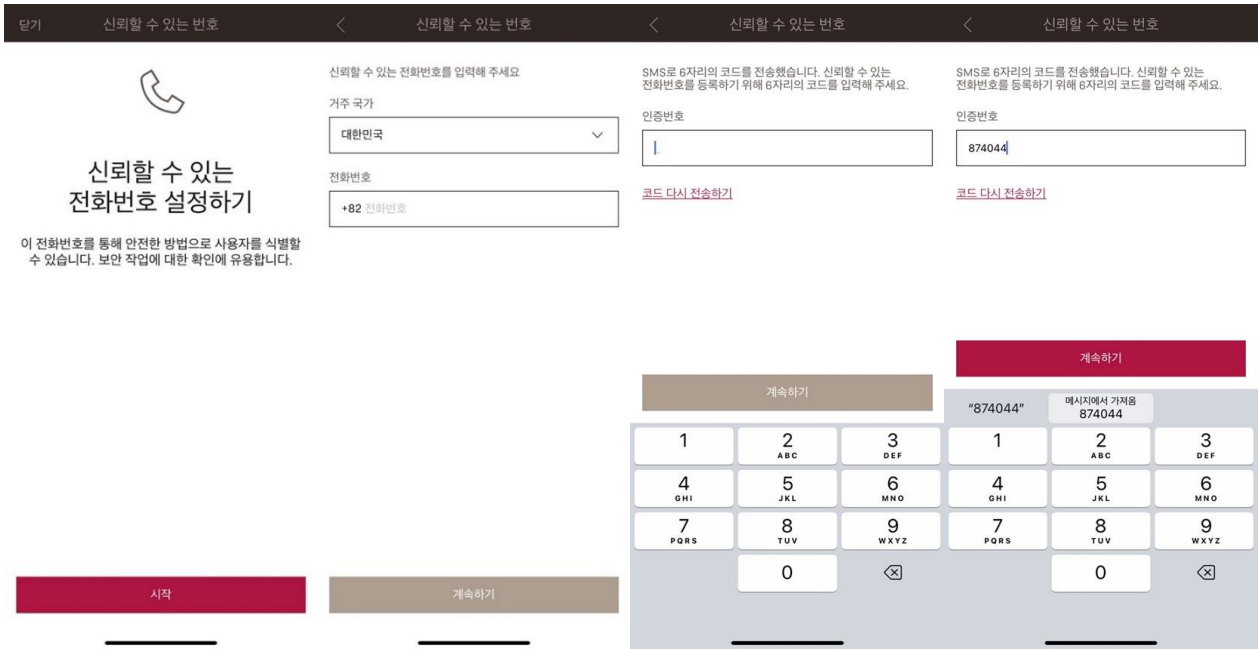 닫기
신뢰할 수 있는 번호
신뢰할 수 있는
전화번호 설정하기
이 전화번호를 통해 안전한 방법으로 사용자를 식별할
수 있습니다. 보안 작업에 대한 확인에 유용합니다.
시작
신뢰할 수 있는 번호
신뢰할 수 있는 전화번호를 입력해 주세요
거주 국가
대한민국
전화번호
+82 전화번호
계속하기
신뢰할 수 있는 번호
SMS로 6자리의 코드를 전송했습니다. 신뢰할 수 있는
전화번호를 등록하기 위해 6자리의 코드를 입력해 주세요.
인증번호
코드 다시 전송하기
계속하기
1
2
ABC
3
DEF
4
GHI
5
JKL
6
MNO
7
PQRS
8
TUV
9
WXYZ
0
신뢰할 수 있는 번호
SMS로 6자리의 코드를 전송했습니다. 신뢰할 수 있는
전화번호를 등록하기 위해 6자리의 코드를 입력해 주세요.
인증번호
874044
코드 다시 전송하기
계속하기
“874044”
메시지에서 가져옴
874044
1
2
ABC
3
DEF
4
GHI
5
JKL
6
MNO
7
PQRS
8
TUV
9
WXYZ
0